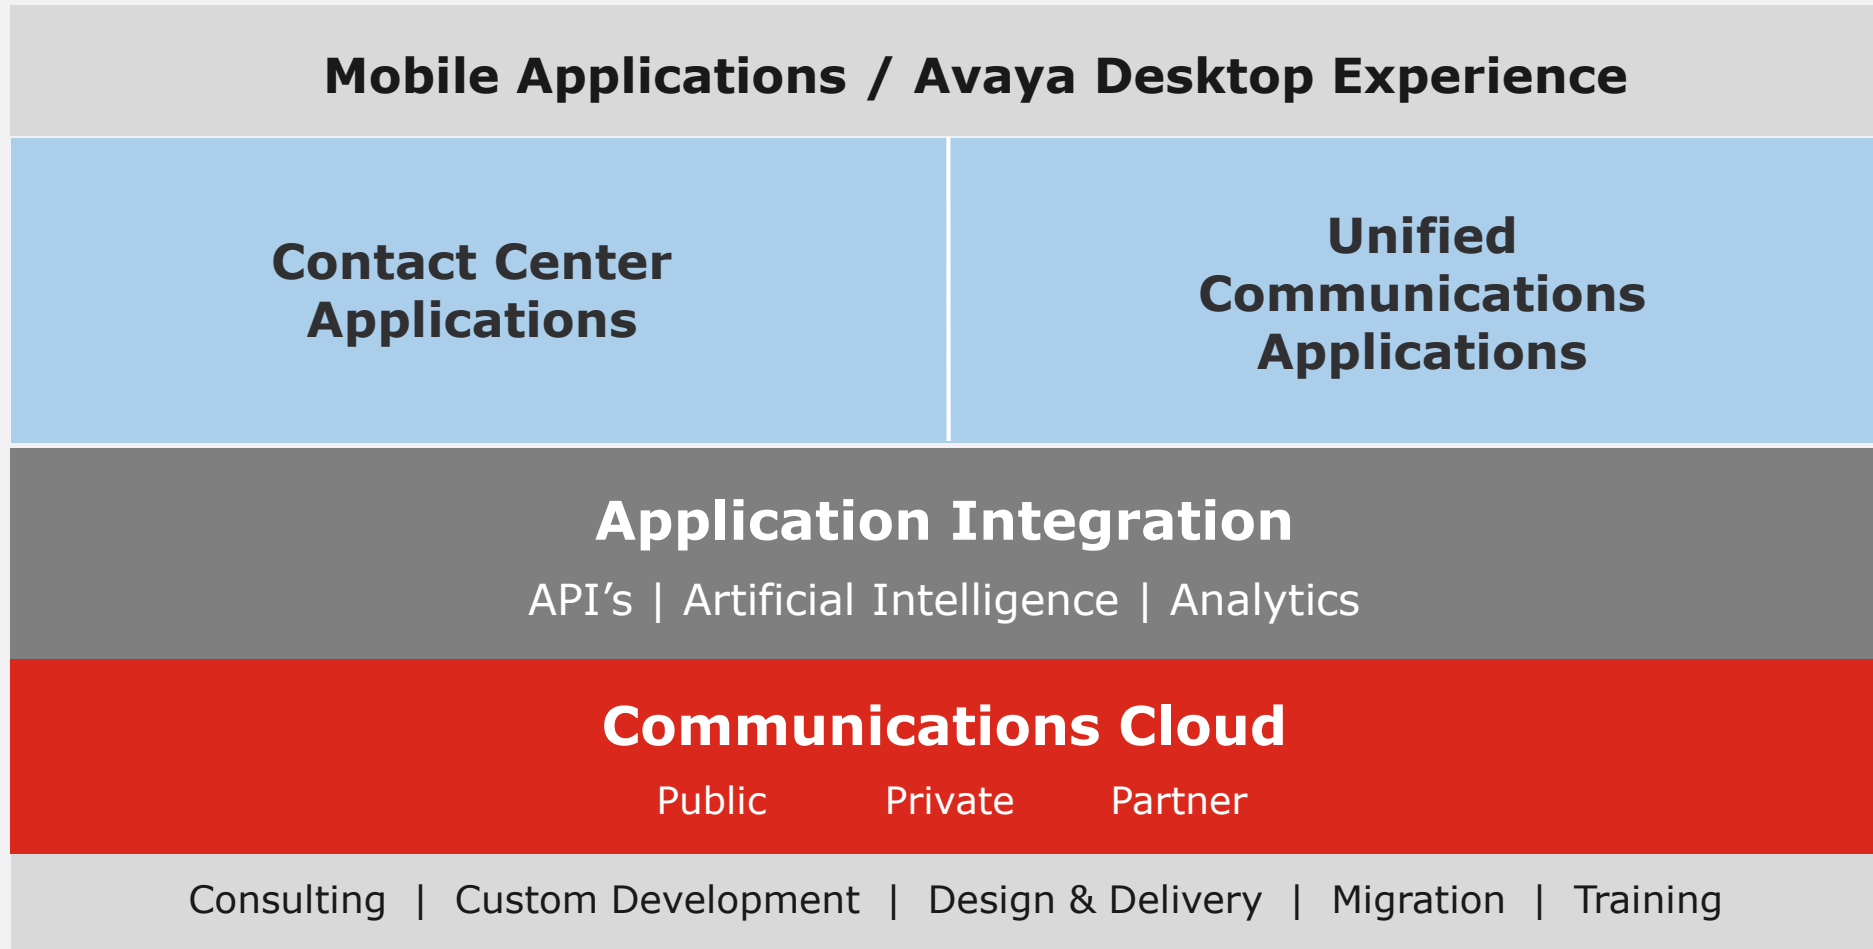 Mobile Applications / Avaya Desktop Experience
Contact Center
Applications
Unified
Communications
Applications
Application Integration
API’s | Artificial Intelligence | Analytics
Communications Cloud
Public Private Partner
Consulting | Custom Development | Design & Delivery | Migration | Training